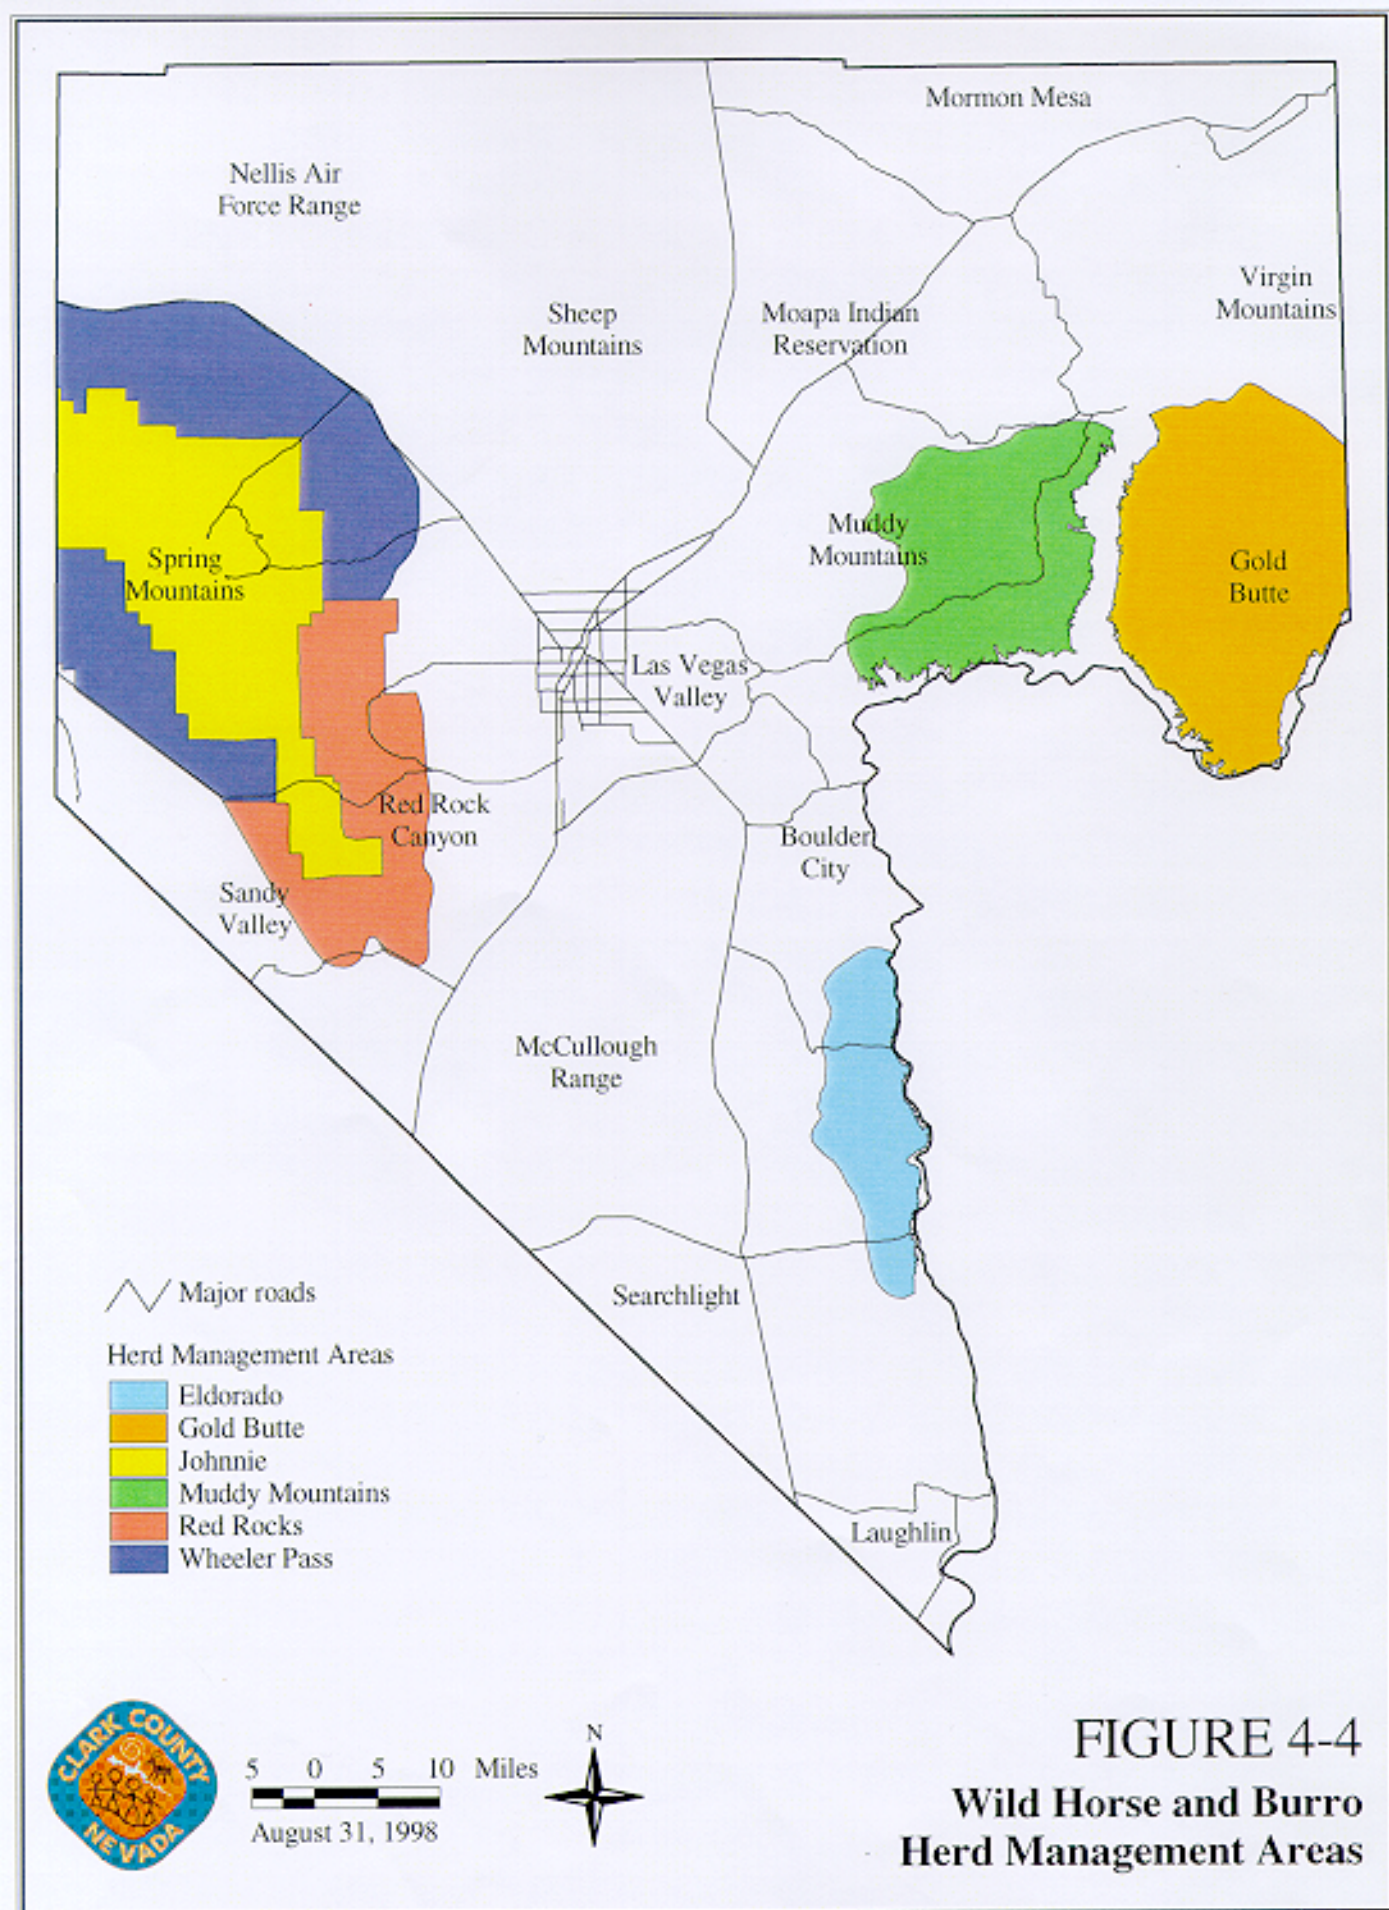 Mormon Mesa
Nellis Air
Force Range
Virgin
Mountains
Sheep
Mountains
Moapa Indian
Reservation
Muddy
Mountains
Gold
Butte
Spring
Mountains
Las Vegas
Valley
Red Rock
Canyon
Boulder
City
Sandy
Valley
McCullough
Range
Searchlight
Laughlin
Major roads
Herd Management Areas
Eldorado
Gold Butte
Johnnie
Muddy Mountains
Red Rocks
Wheeler Pass
CLARK COUNTY
NEVADA
5 0 5 10 Miles
August 31, 1998
N
FIGURE 4-4
Wild Horse and Burro
Herd Management Areas